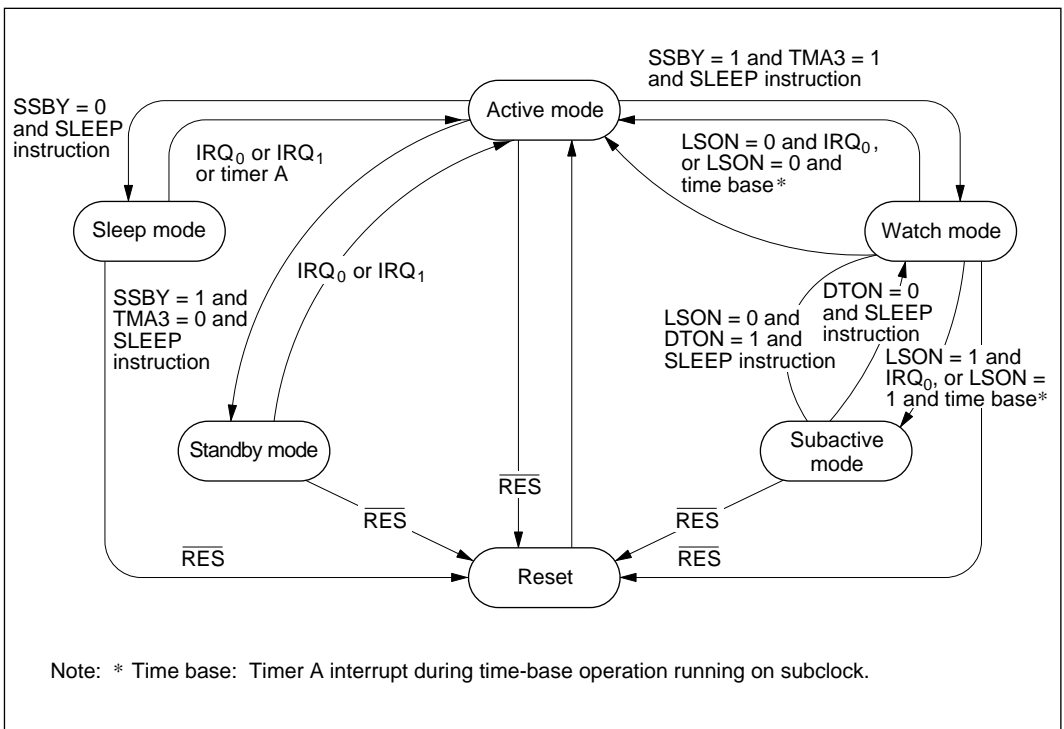 SSBY = 1 and TMA3 = 1
and SLEEP instruction
Active mode
SSBY = 0
and SLEEP
instruction
IRQ0 or IRQ1
or timer A
LSON = 0 and IRQ0,
or LSON = 0 and
time base*
Sleep mode
Watch mode
IRQ0 or IRQ1
SSBY = 1 and
TMA3 = 0 and
SLEEP
instruction
LSON = 0 and
DTON = 1 and
SLEEP instruction
DTON = 0
and SLEEP
instruction
LSON = 1 and
IRQ0, or LSON =
1 and time base*
Standby mode
Subactive
mode
RES
RES
RES
RES
RES
Reset
Note: * Time base: Timer A interrupt during time-base operation running on subclock.